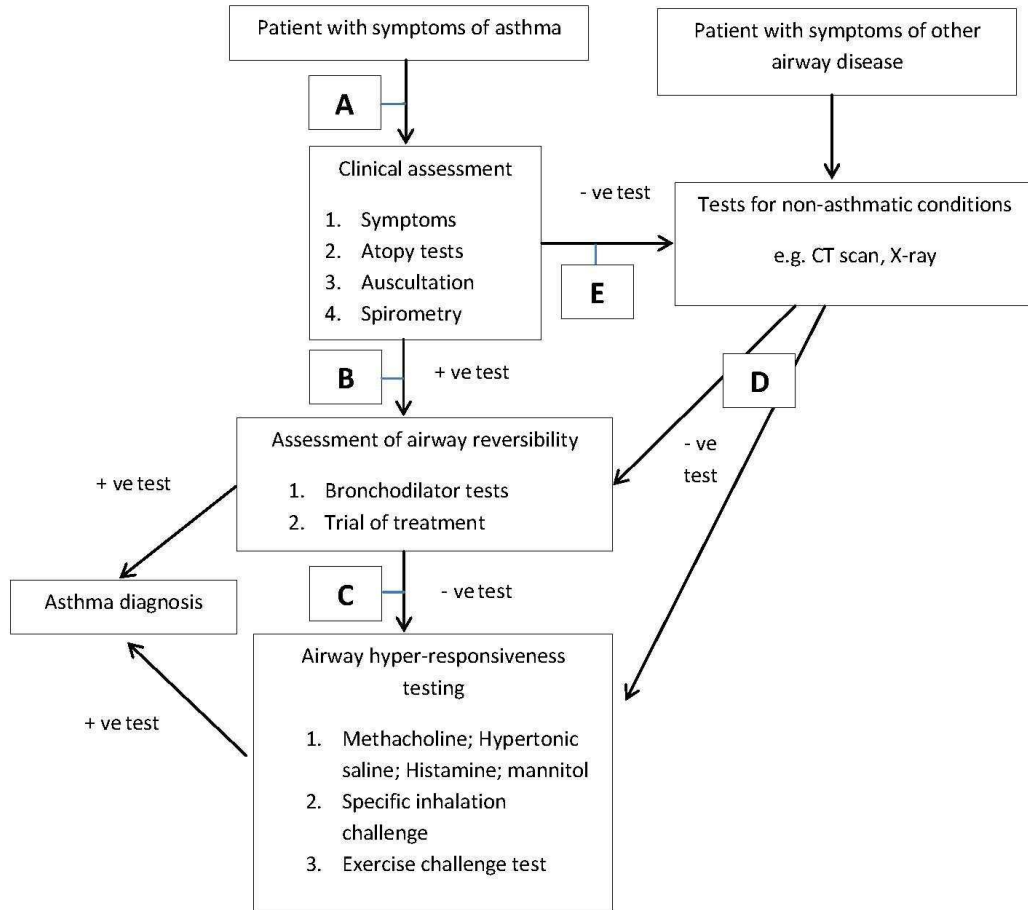 Patient with symptoms of asthma
Patient with symptoms of other
airway disease
A
Clinical assessment
1. Symptoms
2. Atopy tests
3. Auscultation
4. Spirometry
- ve test
E
Tests for non-asthmatic conditions
e.g. CT scan, X-ray
B
+ ve test
D
Assessment of airway reversibility
1. Bronchodilator tests
2. Trial of treatment
- ve
test
+ ve test
Asthma diagnosis
C
- ve test
Airway hyper-responsiveness
testing
1. Methacholine; Hypertonic
saline; Histamine; mannitol
2. Specific inhalation
challenge
3. Exercise challenge test
+ ve test